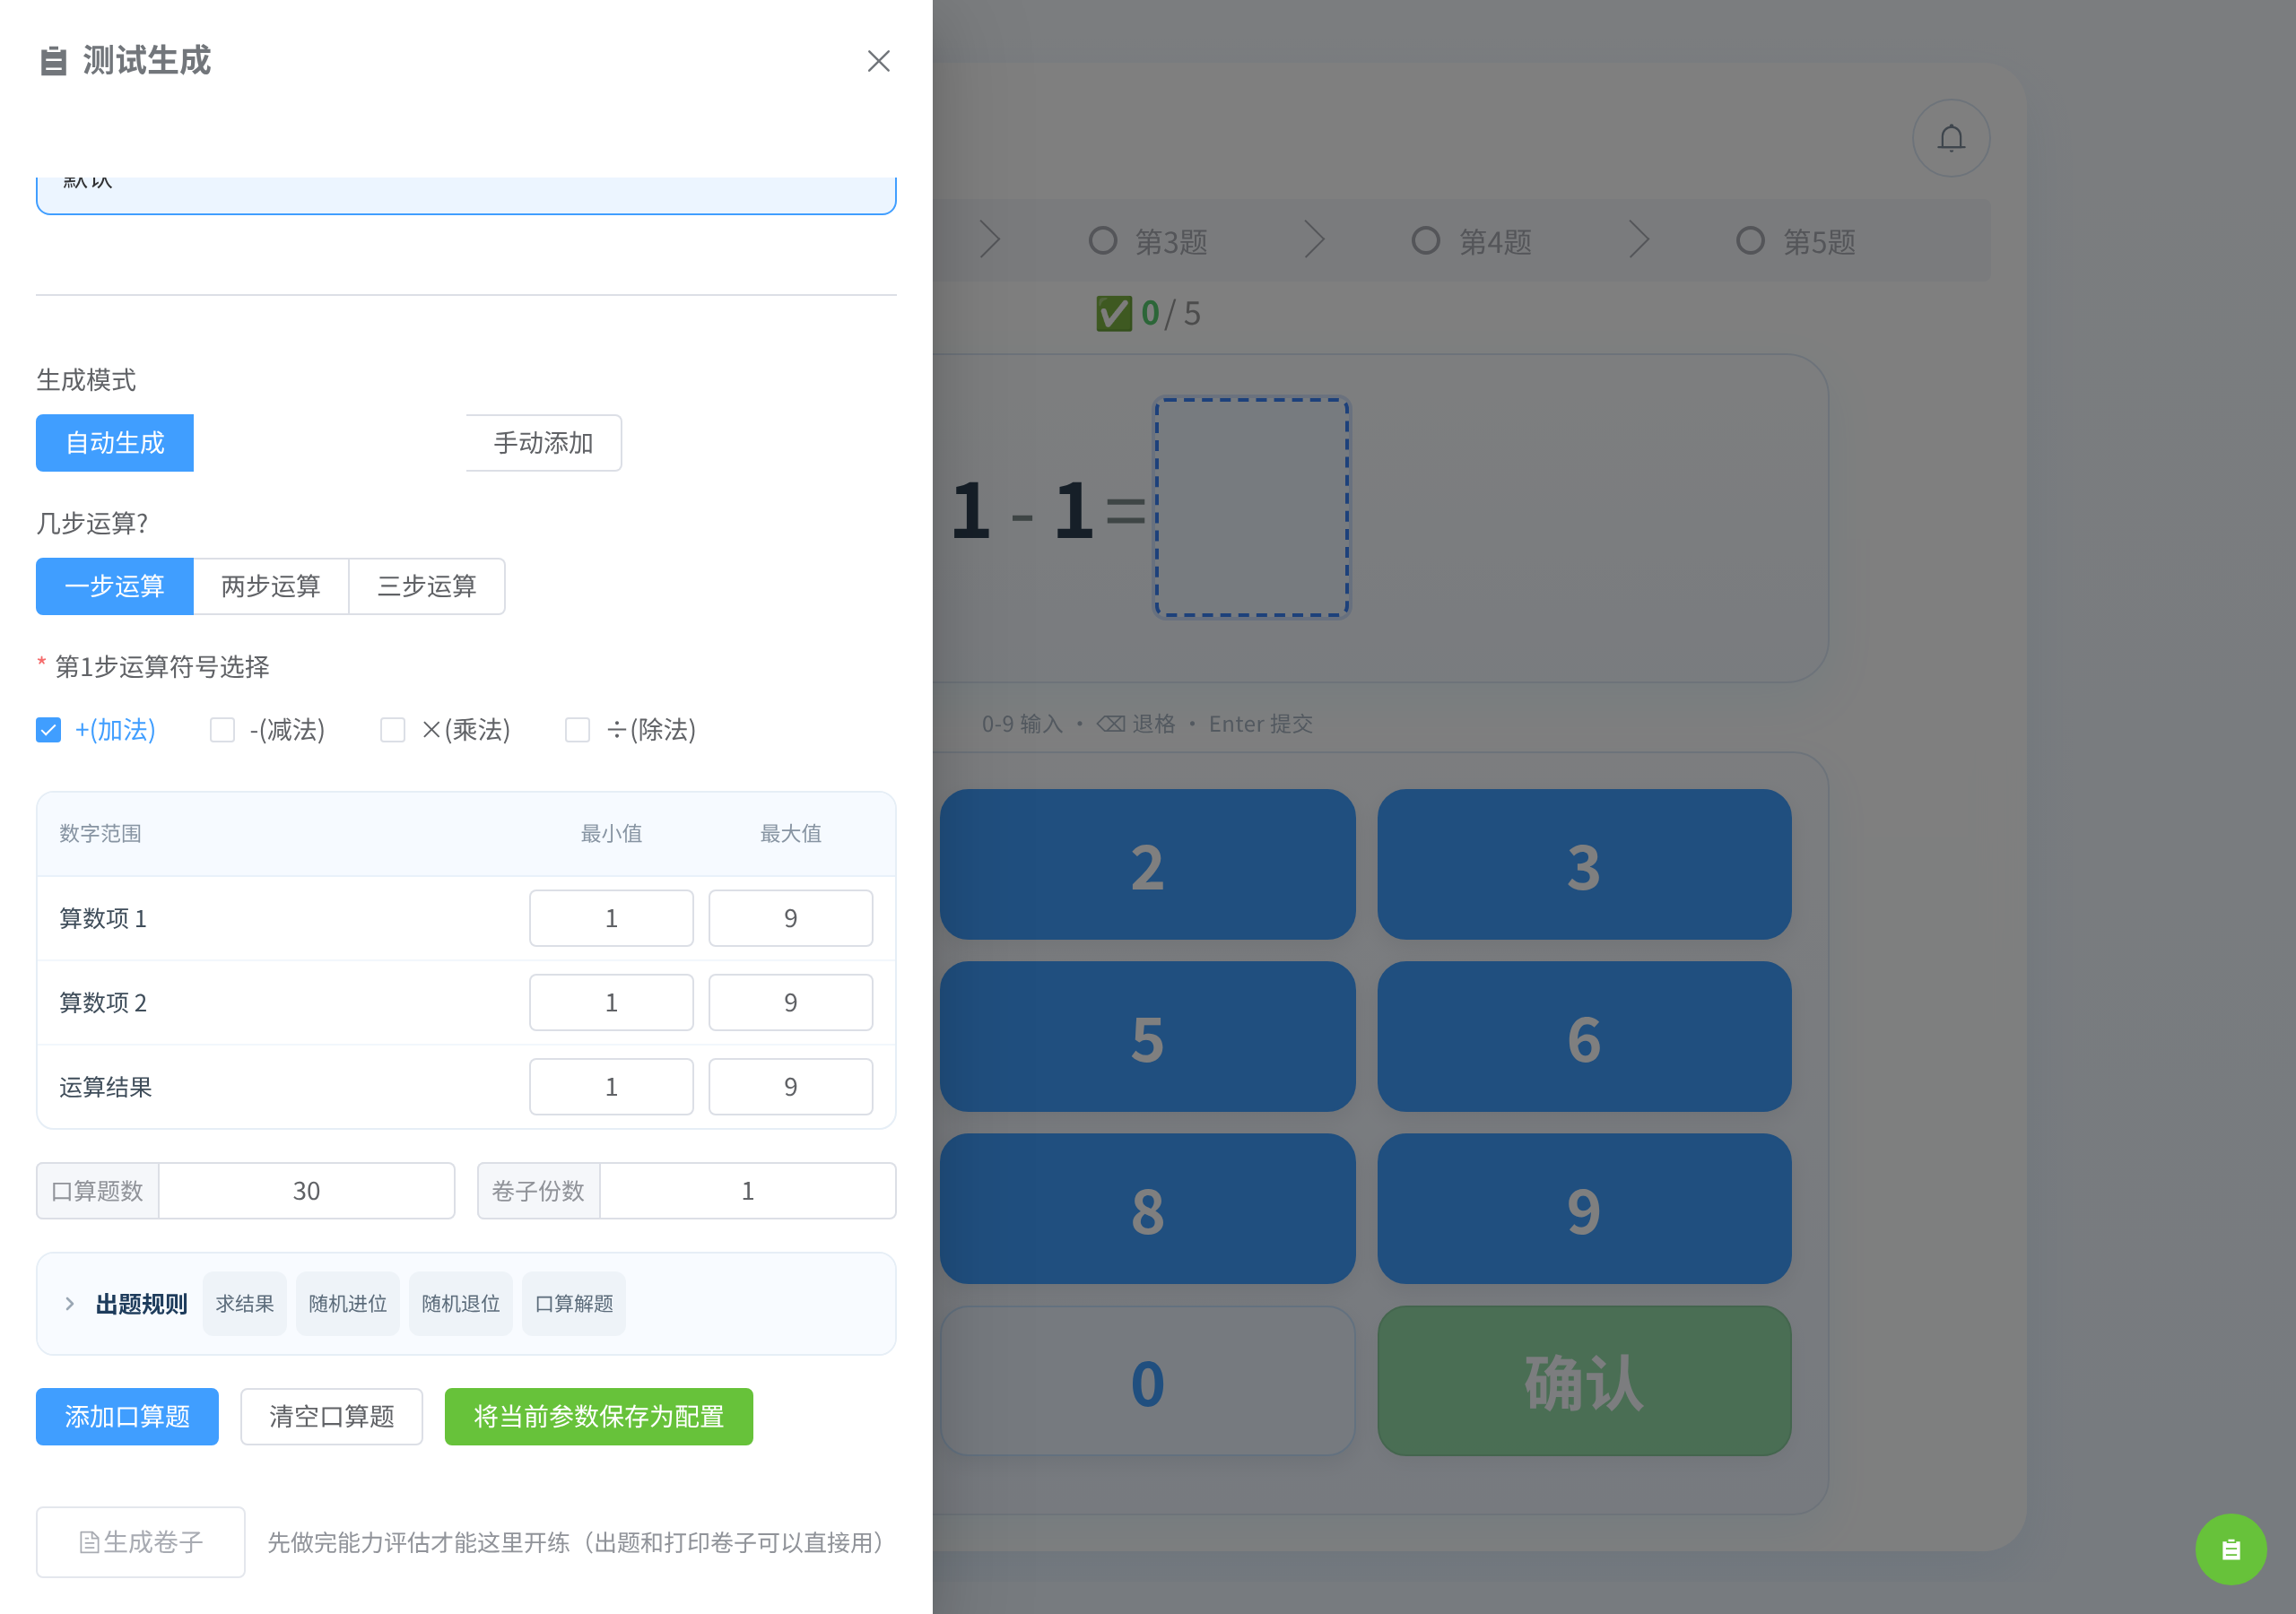 测试生成
默认
生成模式
自动生成 手动添加
几步运算?
一步运算 两步运算 三步运算
* 第1步运算符号选择
+(加法) -(减法) ×(乘法) ÷(除法)
数字范围 最小值 最大值
算数项 1 1 9
算数项 2 1 9
运算结果 1 9
口算题数 30 卷子份数 1
出题规则 求结果 随机进位 随机退位 口算解题
添加口算题 清空口算题 将当前参数保存为配置
生成卷子 先做完能力评估才能这里开练（出题和打印卷子可以直接用）
第3题 第4题 第5题
✅ 0 / 5
1 - 1 =
0-9 输入 • ⌫ 退格 • Enter 提交
2 3
5 6
8 9
0 确认